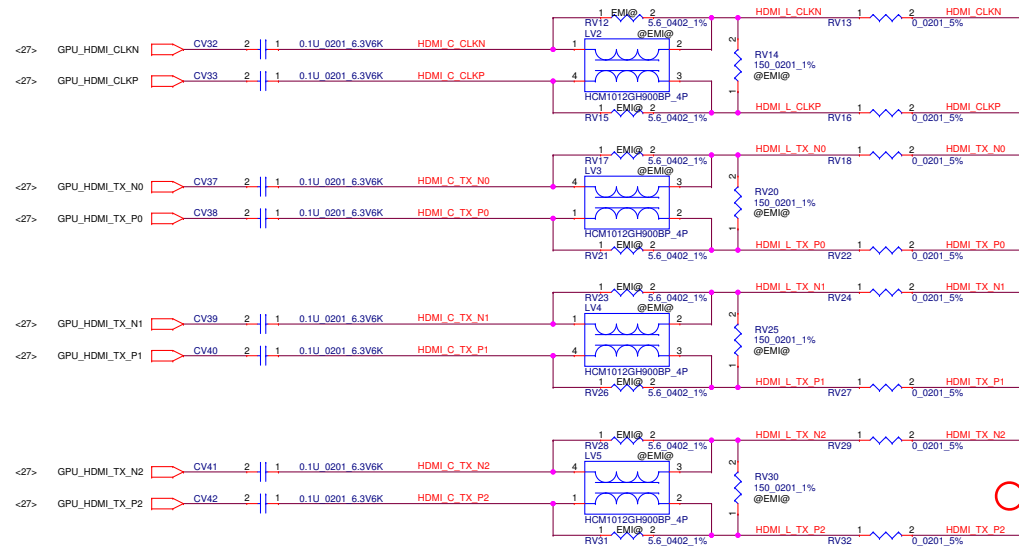 1 EMI@ 2 HDMI_L_CLKN 1 2 HDMI_CLKN
RV12 5.6_0402_1% RV13 0_0201_5%
LV2 @EMI@
<27> GPU_HDMI_CLKN CV32 2 1 0.1U_0201_6.3V6K HDMI_C_CLKN 1 2
2 RV14
150_0201_1%
@EMI@
<27> GPU_HDMI_CLKP CV33 2 1 0.1U_0201_6.3V6K HDMI_C_CLKP 4 3
1
HCM1012GH900BP_4P
1 EMI@ 2 HDMI_L_CLKP 1 2 HDMI_CLKP
RV15 5.6_0402_1% RV16 0_0201_5%
1 EMI@ 2 HDMI_L_TX_N0 1 2 HDMI_TX_N0
RV17 5.6_0402_1% RV18 0_0201_5%
LV3 @EMI@
<27> GPU_HDMI_TX_N0 CV37 2 1 0.1U_0201_6.3V6K HDMI_C_TX_N0 4 3
2 RV20
150_0201_1%
@EMI@
<27> GPU_HDMI_TX_P0 CV38 2 1 0.1U_0201_6.3V6K HDMI_C_TX_P0 1 2
1
HCM1012GH900BP_4P
1 EMI@ 2 HDMI_L_TX_P0 1 2 HDMI_TX_P0
RV21 5.6_0402_1% RV22 0_0201_5%
1 EMI@ 2 HDMI_L_TX_N1 1 2 HDMI_TX_N1
RV23 5.6_0402_1% RV24 0_0201_5%
LV4 @EMI@
<27> GPU_HDMI_TX_N1 CV39 2 1 0.1U_0201_6.3V6K HDMI_C_TX_N1 1 2
2 RV25
150_0201_1%
@EMI@
<27> GPU_HDMI_TX_P1 CV40 2 1 0.1U_0201_6.3V6K HDMI_C_TX_P1 4 3
1
HCM1012GH900BP_4P
1 EMI@ 2 HDMI_L_TX_P1 1 2 HDMI_TX_P1
RV26 5.6_0402_1% RV27 0_0201_5%
1 EMI@ 2 HDMI_L_TX_N2 1 2 HDMI_TX_N2
RV28 5.6_0402_1% RV29 0_0201_5%
LV5 @EMI@
<27> GPU_HDMI_TX_N2 CV41 2 1 0.1U_0201_6.3V6K HDMI_C_TX_N2 4 3
2 RV30
150_0201_1%
@EMI@
<27> GPU_HDMI_TX_P2 CV42 2 1 0.1U_0201_6.3V6K HDMI_C_TX_P2 1 2
1
HCM1012GH900BP_4P
1 EMI@ 2 HDMI_L_TX_P2 1 2 HDMI_TX_P2
RV31 5.6_0402_1% RV32 0_0201_5%